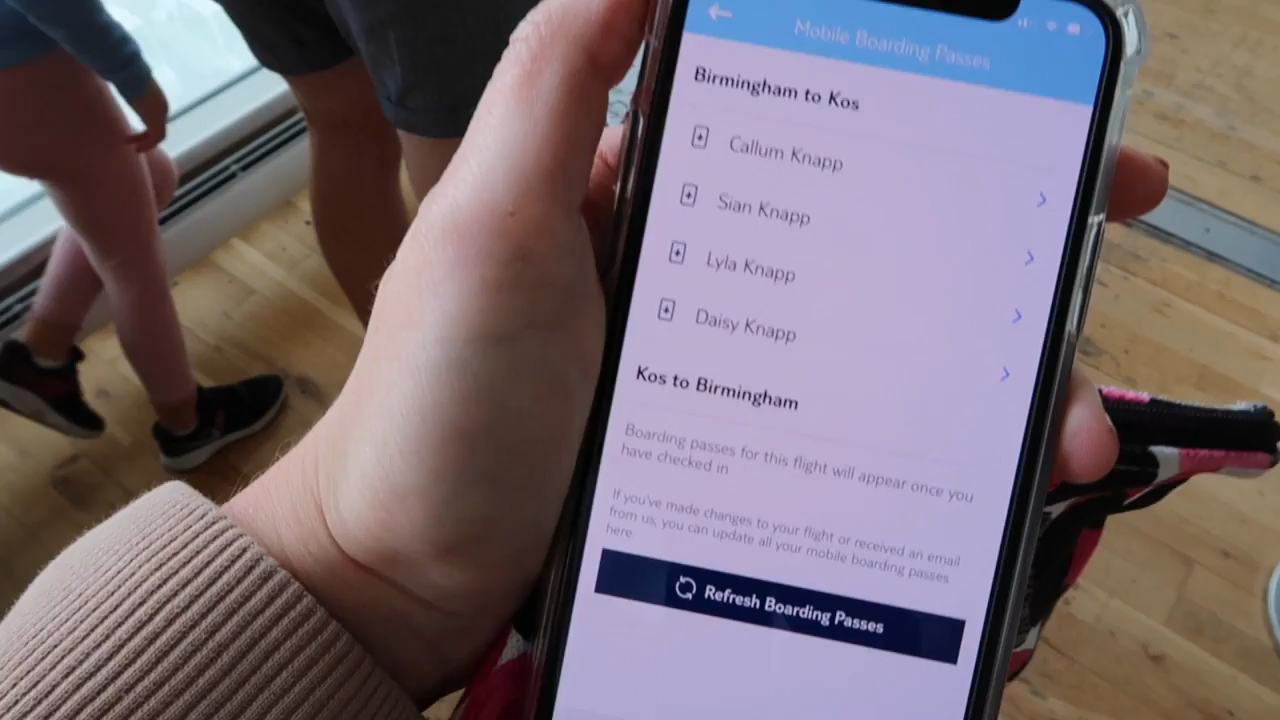 Mobile Boarding Passes
Birmingham to Kos
Callum Knapp
Sian Knapp
Lyla Knapp
Daisy Knapp
Kos to Birmingham
Boarding passes for this flight will appear once you
have checked in
If you've made changes to your flight or received an email
from us, you can update all your mobile boarding passes
here.
Refresh Boarding Passes